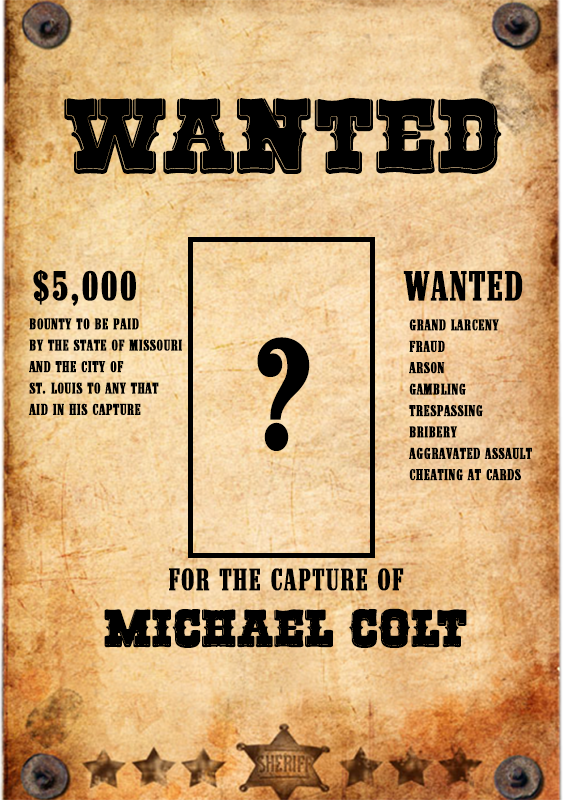 WANTED
$5,000
BOUNTY TO BE PAID
BY THE STATE OF MISSOURI
AND THE CITY OF
ST. LOUIS TO ANY THAT
AID IN HIS CAPTURE
?
WANTED
GRAND LARCENY
FRAUD
ARSON
GAMBLING
TRESPASSING
BRIBERY
AGGRAVATED ASSAULT
CHEATING AT CARDS
FOR THE CAPTURE OF
MICHAEL COLT
SHERIFF